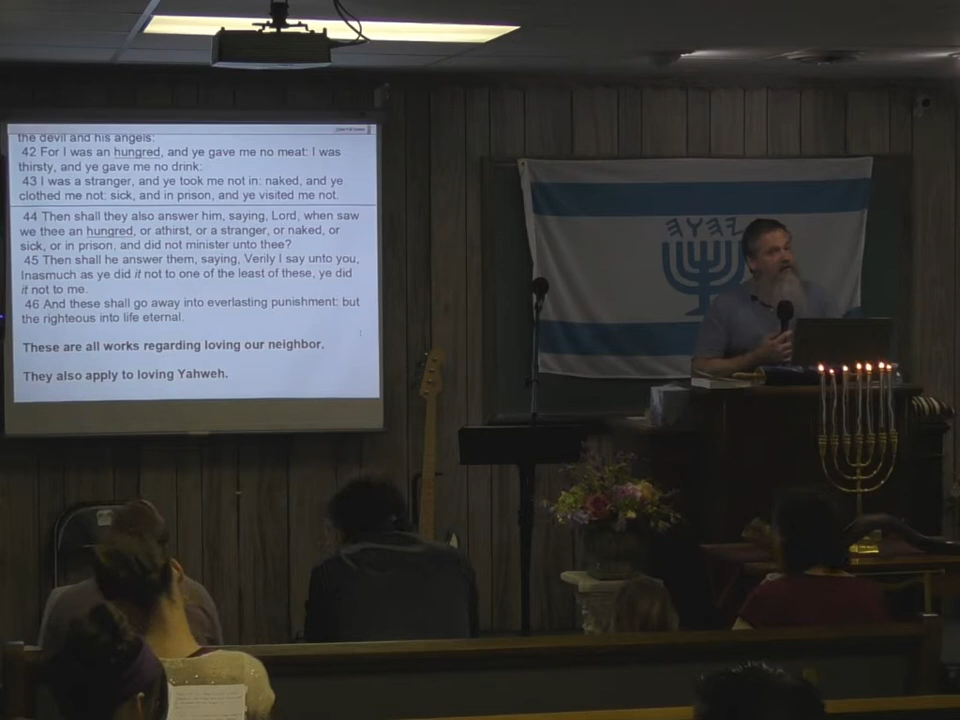 the devil and his angels:
42 For I was an hungred, and ye gave me no meat: I was
thirsty, and ye gave me no drink:
43 I was a stranger, and ye took me not in: naked, and ye
clothed me not: sick, and in prison, and ye visited me not.
44 Then shall they also answer him, saying, Lord, when saw
we thee an hungred, or athirst, or a stranger, or naked, or
sick, or in prison, and did not minister unto thee?
45 Then shall he answer them, saying, Verily I say unto you,
Inasmuch as ye did it not to one of the least of these, ye did
it not to me.
46 And these shall go away into everlasting punishment: but
the righteous into life eternal.
These are all works regarding loving our neighbor.
They also apply to loving Yahweh.
𐤉𐤄𐤅𐤄